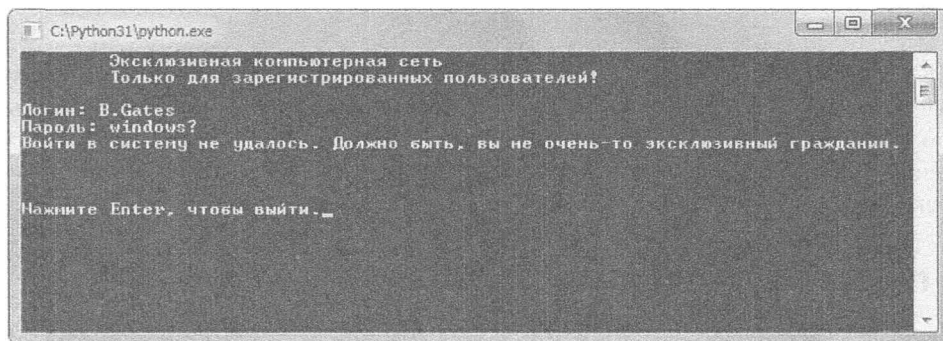 C:\Python31\python.exe
Эксклюзивная компьютерная сеть
Только для зарегистрированных пользователей!
Логин: B.Gates
Пароль: windows?
Войти в систему не удалось. Должно быть, вы не очень-то эксклюзивный гражданин.
Нажмите Enter, чтобы выйти._